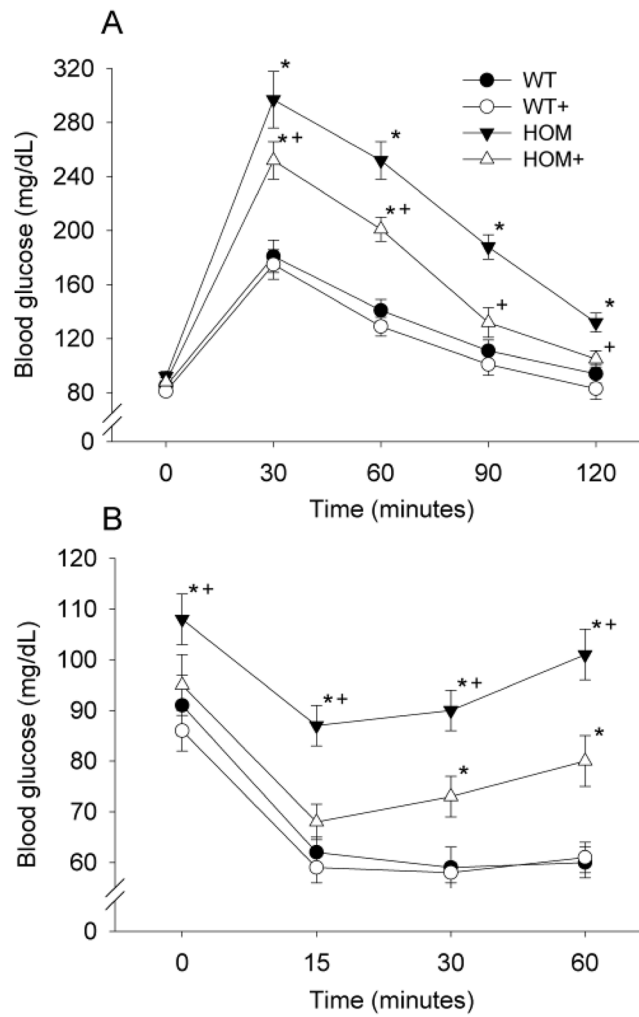 A
320
280
240
200
160
120
80
0
Blood glucose (mg/dL)
WT
WT+
HOM
HOM+
*
*
*
*
*+
*+
+
+
0 30 60 90 120
Time (minutes)
B
120
110
100
90
80
70
60
0
Blood glucose (mg/dL)
*+
*+
*+
*+
*
*
0 15 30 60
Time (minutes)